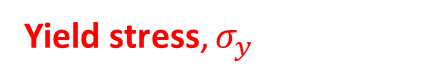 Yield stress, σ_y